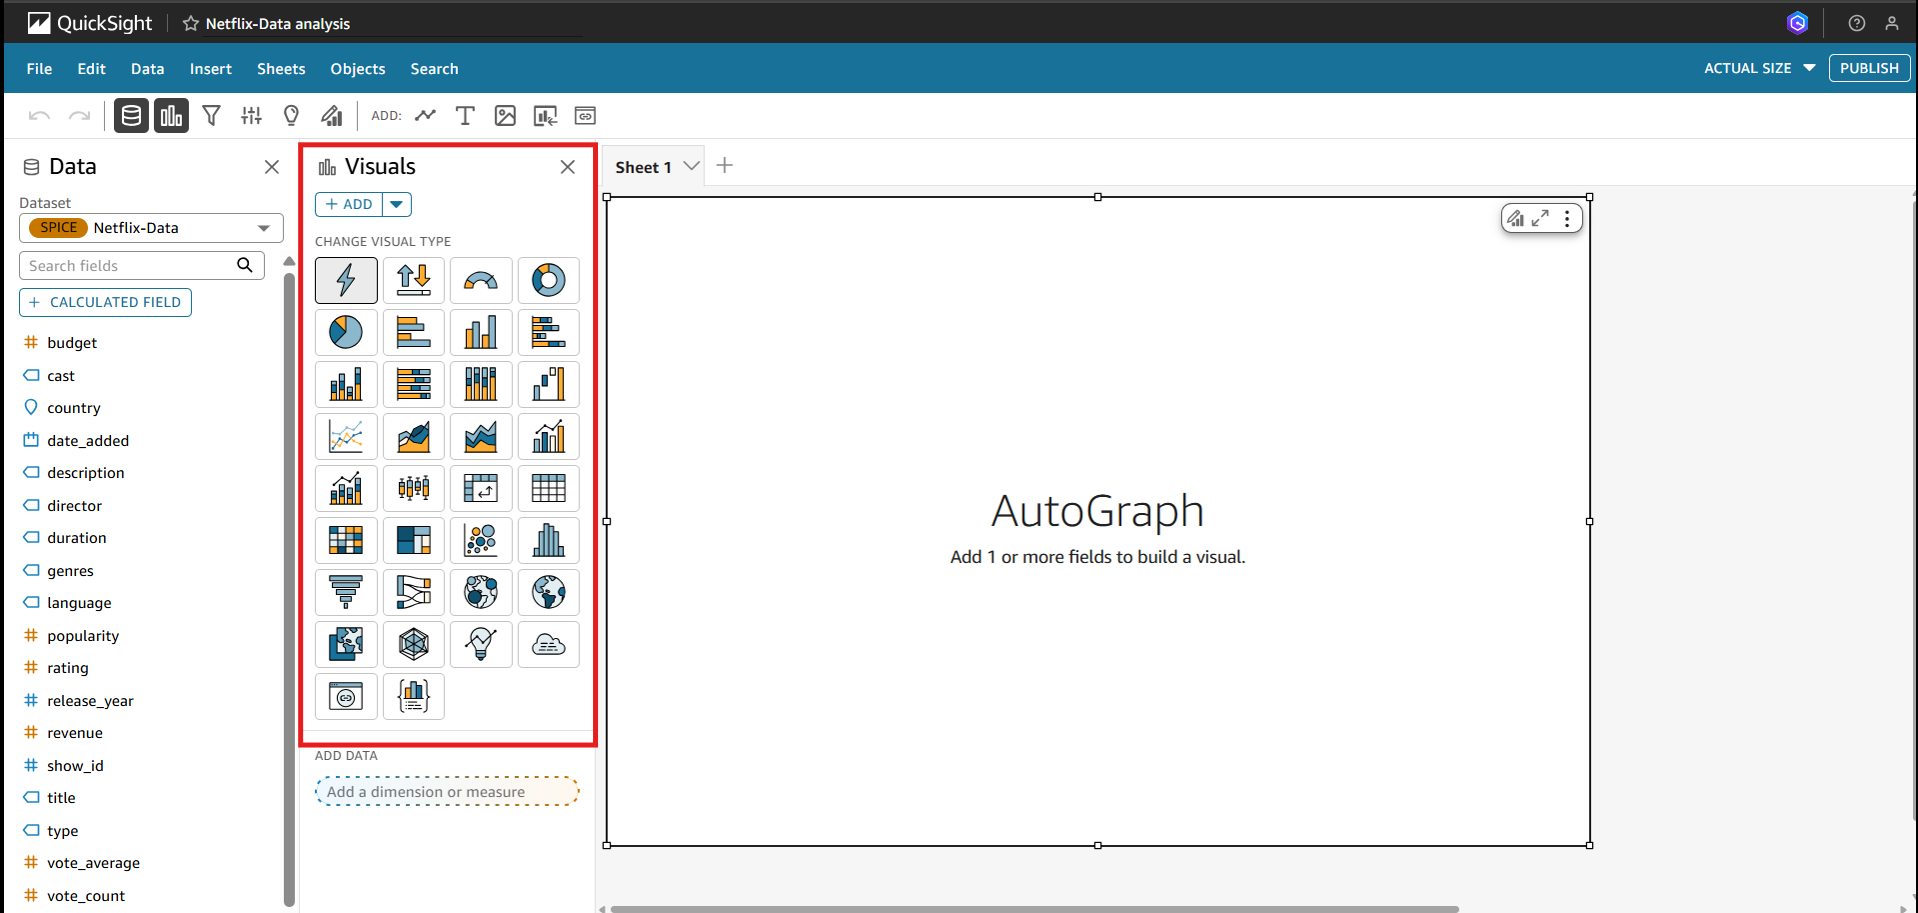 QuickSight
Netflix-Data analysis
File Edit Data Insert Sheets Objects Search
ACTUAL SIZE
PUBLISH
ADD:
Data
Dataset
SPICE Netflix-Data
Search fields
+ CALCULATED FIELD
budget
cast
country
date_added
description
director
duration
genres
language
popularity
rating
release_year
revenue
show_id
title
type
vote_average
vote_count
Visuals
+ ADD
CHANGE VISUAL TYPE
ADD DATA
Add a dimension or measure
Sheet 1
AutoGraph
Add 1 or more fields to build a visual.